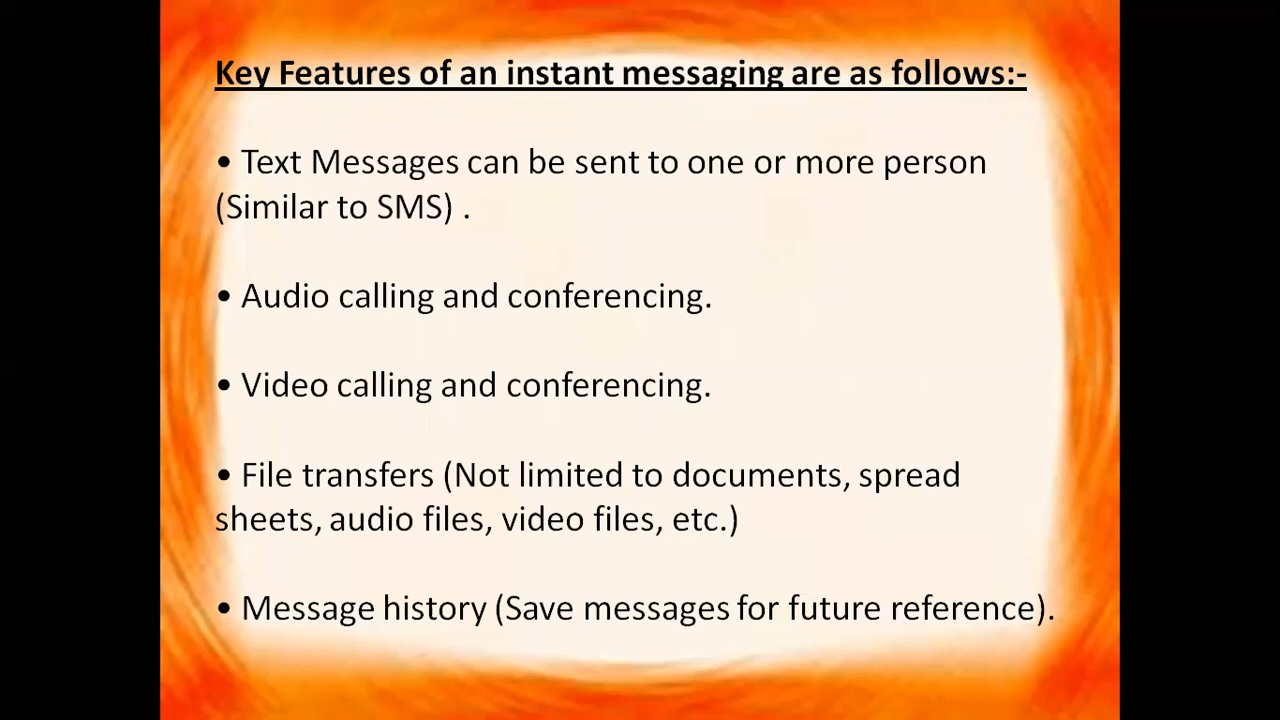 Key Features of an instant messaging are as follows:-
• Text Messages can be sent to one or more person
(Similar to SMS) .
• Audio calling and conferencing.
• Video calling and conferencing.
• File transfers (Not limited to documents, spread
sheets, audio files, video files, etc.)
• Message history (Save messages for future reference).